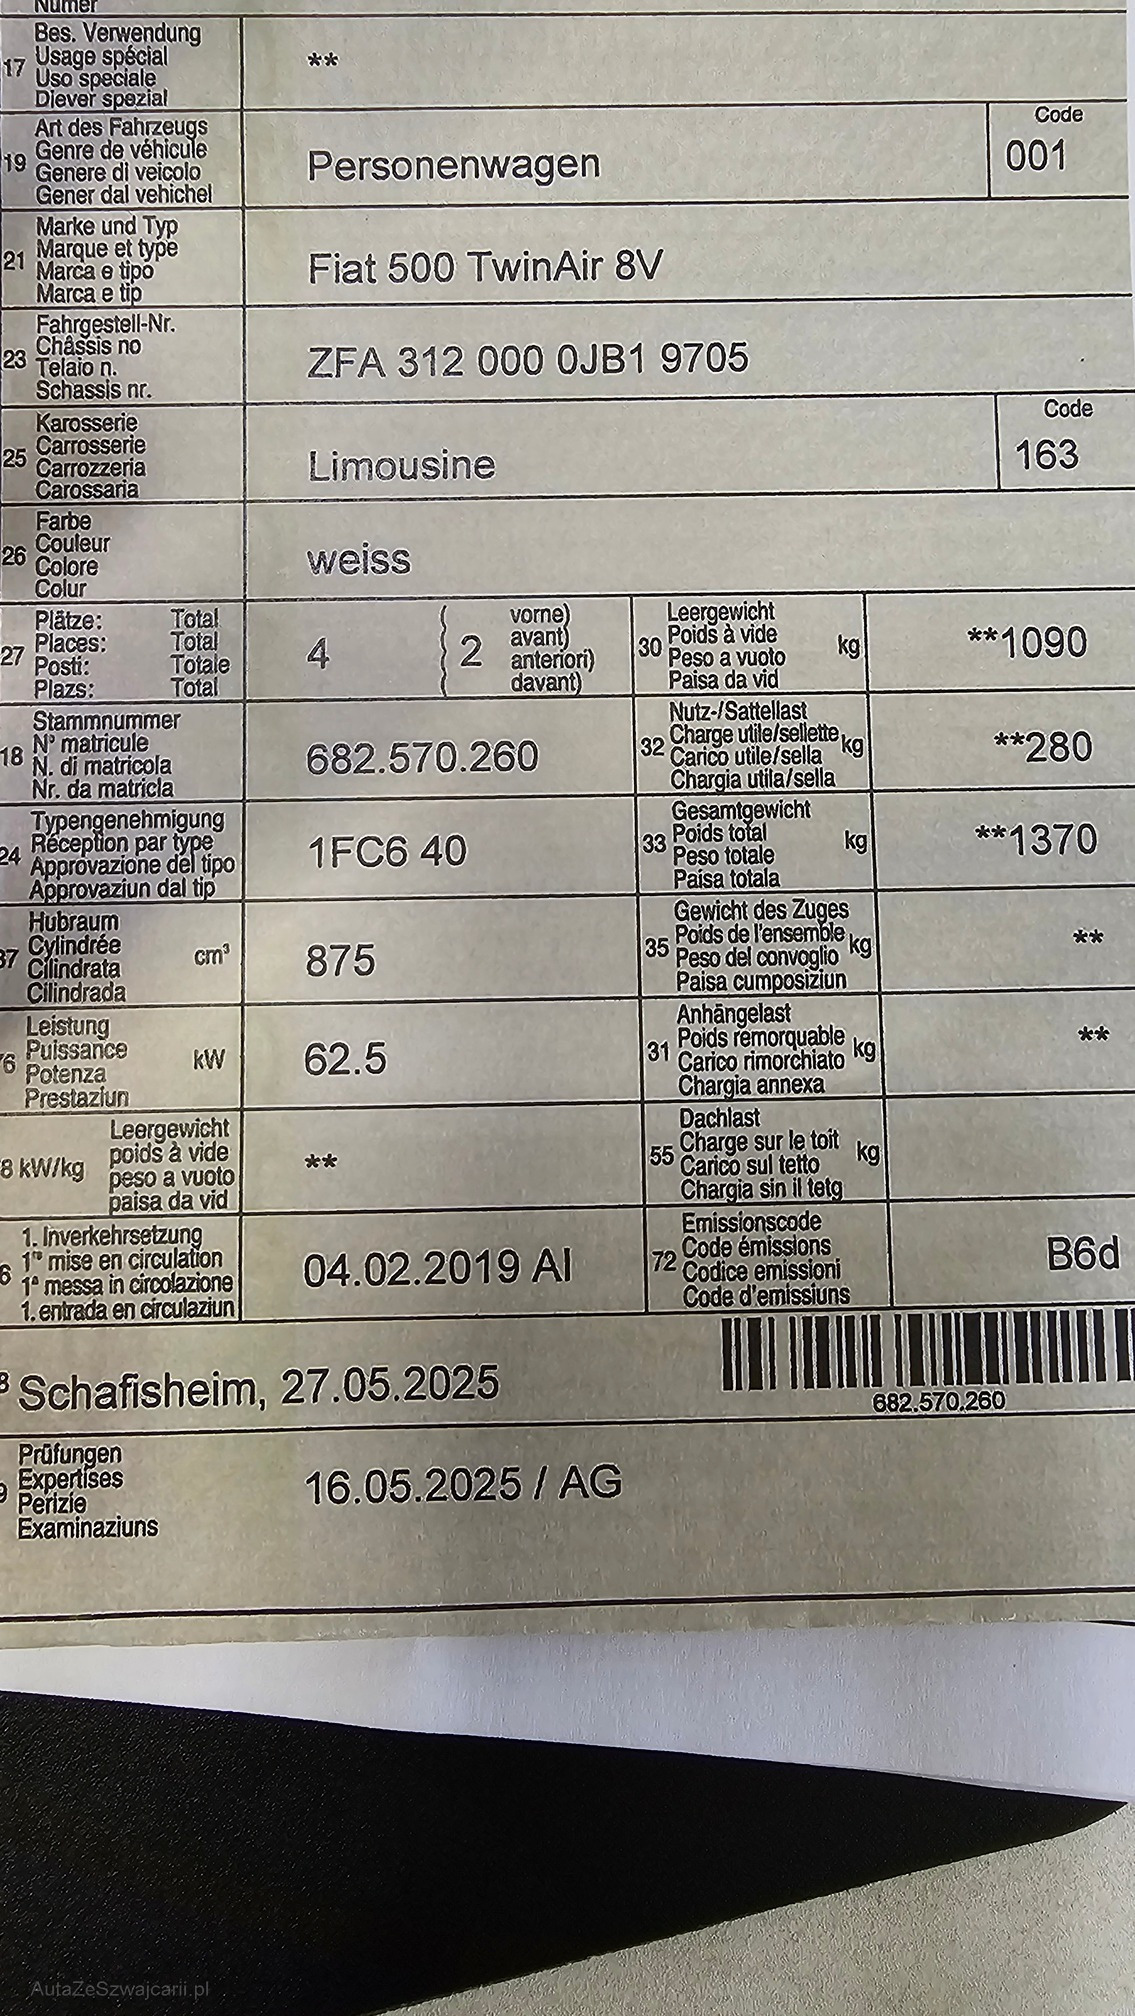 Numer
17 Bes. Verwendung
Usage spécial
Uso speciale
Diever spezial
**
19 Art des Fahrzeugs
Genre de véhicule
Genere di veicolo
Gener dal vehichel
Personenwagen
Code
001
21 Marke und Typ
Marque et type
Marca e tipo
Marca e tip
Fiat 500 TwinAir 8V
23 Fahrgestell-Nr.
Châssis no
Telaio n.
Schassis nr.
ZFA 312 000 0JB1 9705
25 Karosserie
Carrosserie
Carrozzeria
Carossaria
Limousine
Code
163
26 Farbe
Couleur
Colore
Colur
weiss
27 Plätze: Total
Places: Total
Posti: Totale
Plazs: Total
4
2
vorne)
avant)
anteriori)
davant)
30 Leergewicht
Poids à vide
Peso a vuoto
Paisa da vid
kg
**1090
18 Stammnummer
N° matricule
N. di matricola
Nr. da matricla
682.570.260
32 Nutz-/Sattellast
Charge utile/sellette
Carico utile/sella
Chargia utila/sella
kg
**280
24 Typengenehmigung
Réception par type
Approvazione del tipo
Approvaziun dal tip
1FC6 40
33 Gesamtgewicht
Poids total
Peso totale
Paisa totala
kg
**1370
37 Hubraum
Cylindrée
Cilindrata
Cilindrada
cm³
875
35 Gewicht des Zuges
Poids de l'ensemble
Peso del convoglio
Paisa cumposiziun
kg
**
76 Leistung
Puissance
Potenza
Prestaziun
kW
62.5
31 Anhängelast
Poids remorquable
Carico rimorchiato
Chargia annexa
kg
**
8 kW/kg
Leergewicht
poids à vide
peso a vuoto
paisa da vid
**
55 Dachlast
Charge sur le toit
Carico sul tetto
Chargia sin il tetg
kg
6 1. Inverkehrsetzung
1re mise en circulation
1a messa in circolazione
1. entrada en circulaziun
04.02.2019 AI
72 Emissionscode
Code émissions
Codice emissioni
Code d'emissiuns
B6d
8 Schafisheim, 27.05.2025
682.570.260
9 Prüfungen
Expertises
Perizie
Examinaziuns
16.05.2025 / AG
AutaZeSzwajcarii.pl